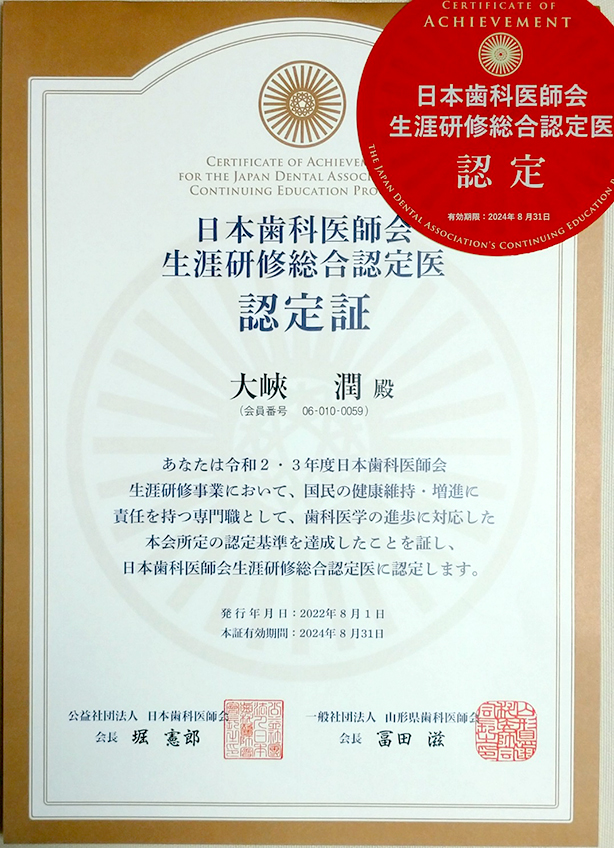 CERTIFICATE OF
ACHIEVEMENT
日本歯科医師会
生涯研修総合認定医
認定
有効期限：2024年8月31日
THE JAPAN DENTAL ASSOCIATION'S CONTINUING EDUCATION
CERTIFICATE OF
FOR THE JAPAN DENTAL
CONTINUING EDUCATION
日本歯科医師会
生涯研修総合認定医
認定証
大峽 潤 殿
（会員番号 06-010-0059）
あなたは令和2・3年度日本歯科医師会
生涯研修事業において、国民の健康維持・増進に
責任を持つ専門職として、歯科医学の進歩に対応した
本会所定の認定基準を達成したことを証し、
日本歯科医師会生涯研修総合認定医に認定します。
発行年月日：2022年8月1日
本証有効期間：2024年8月31日
公益社団法人 日本歯科医師会
会長 堀 憲郎
一般社団法人 山形県歯科医師会
会長 冨田 滋